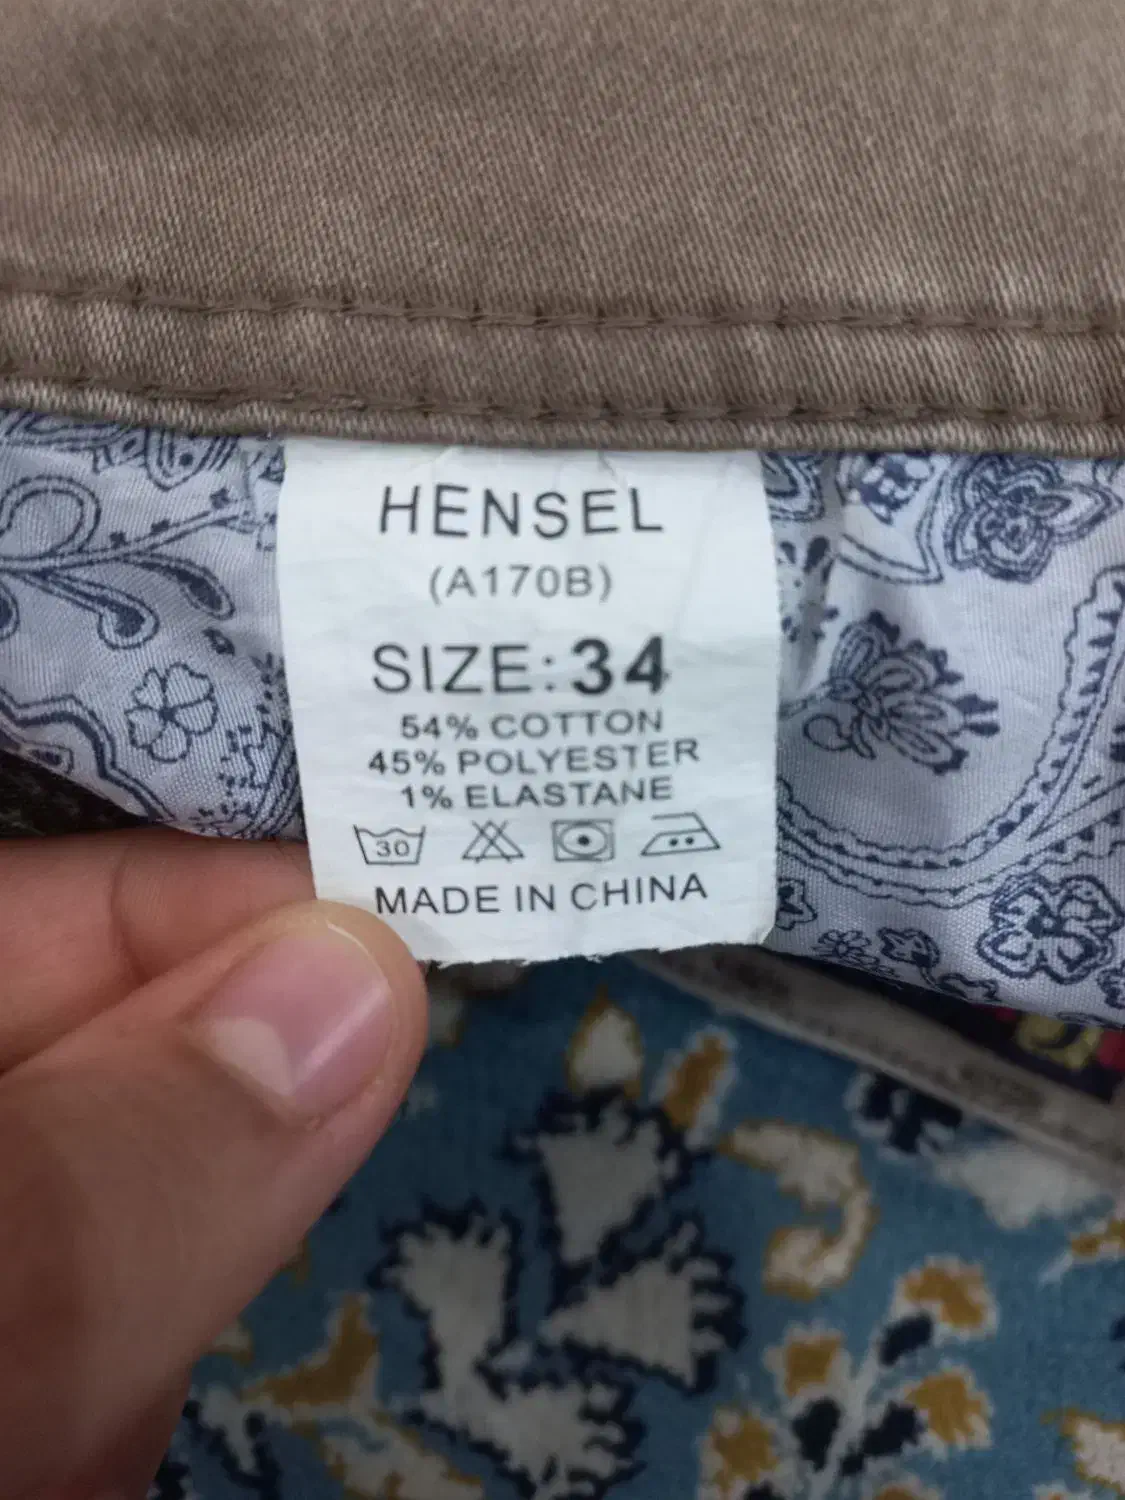 HENSEL
(A170B)
SIZE: 34
54% COTTON
45% POLYESTER
1% ELASTANE
30
MADE IN CHINA